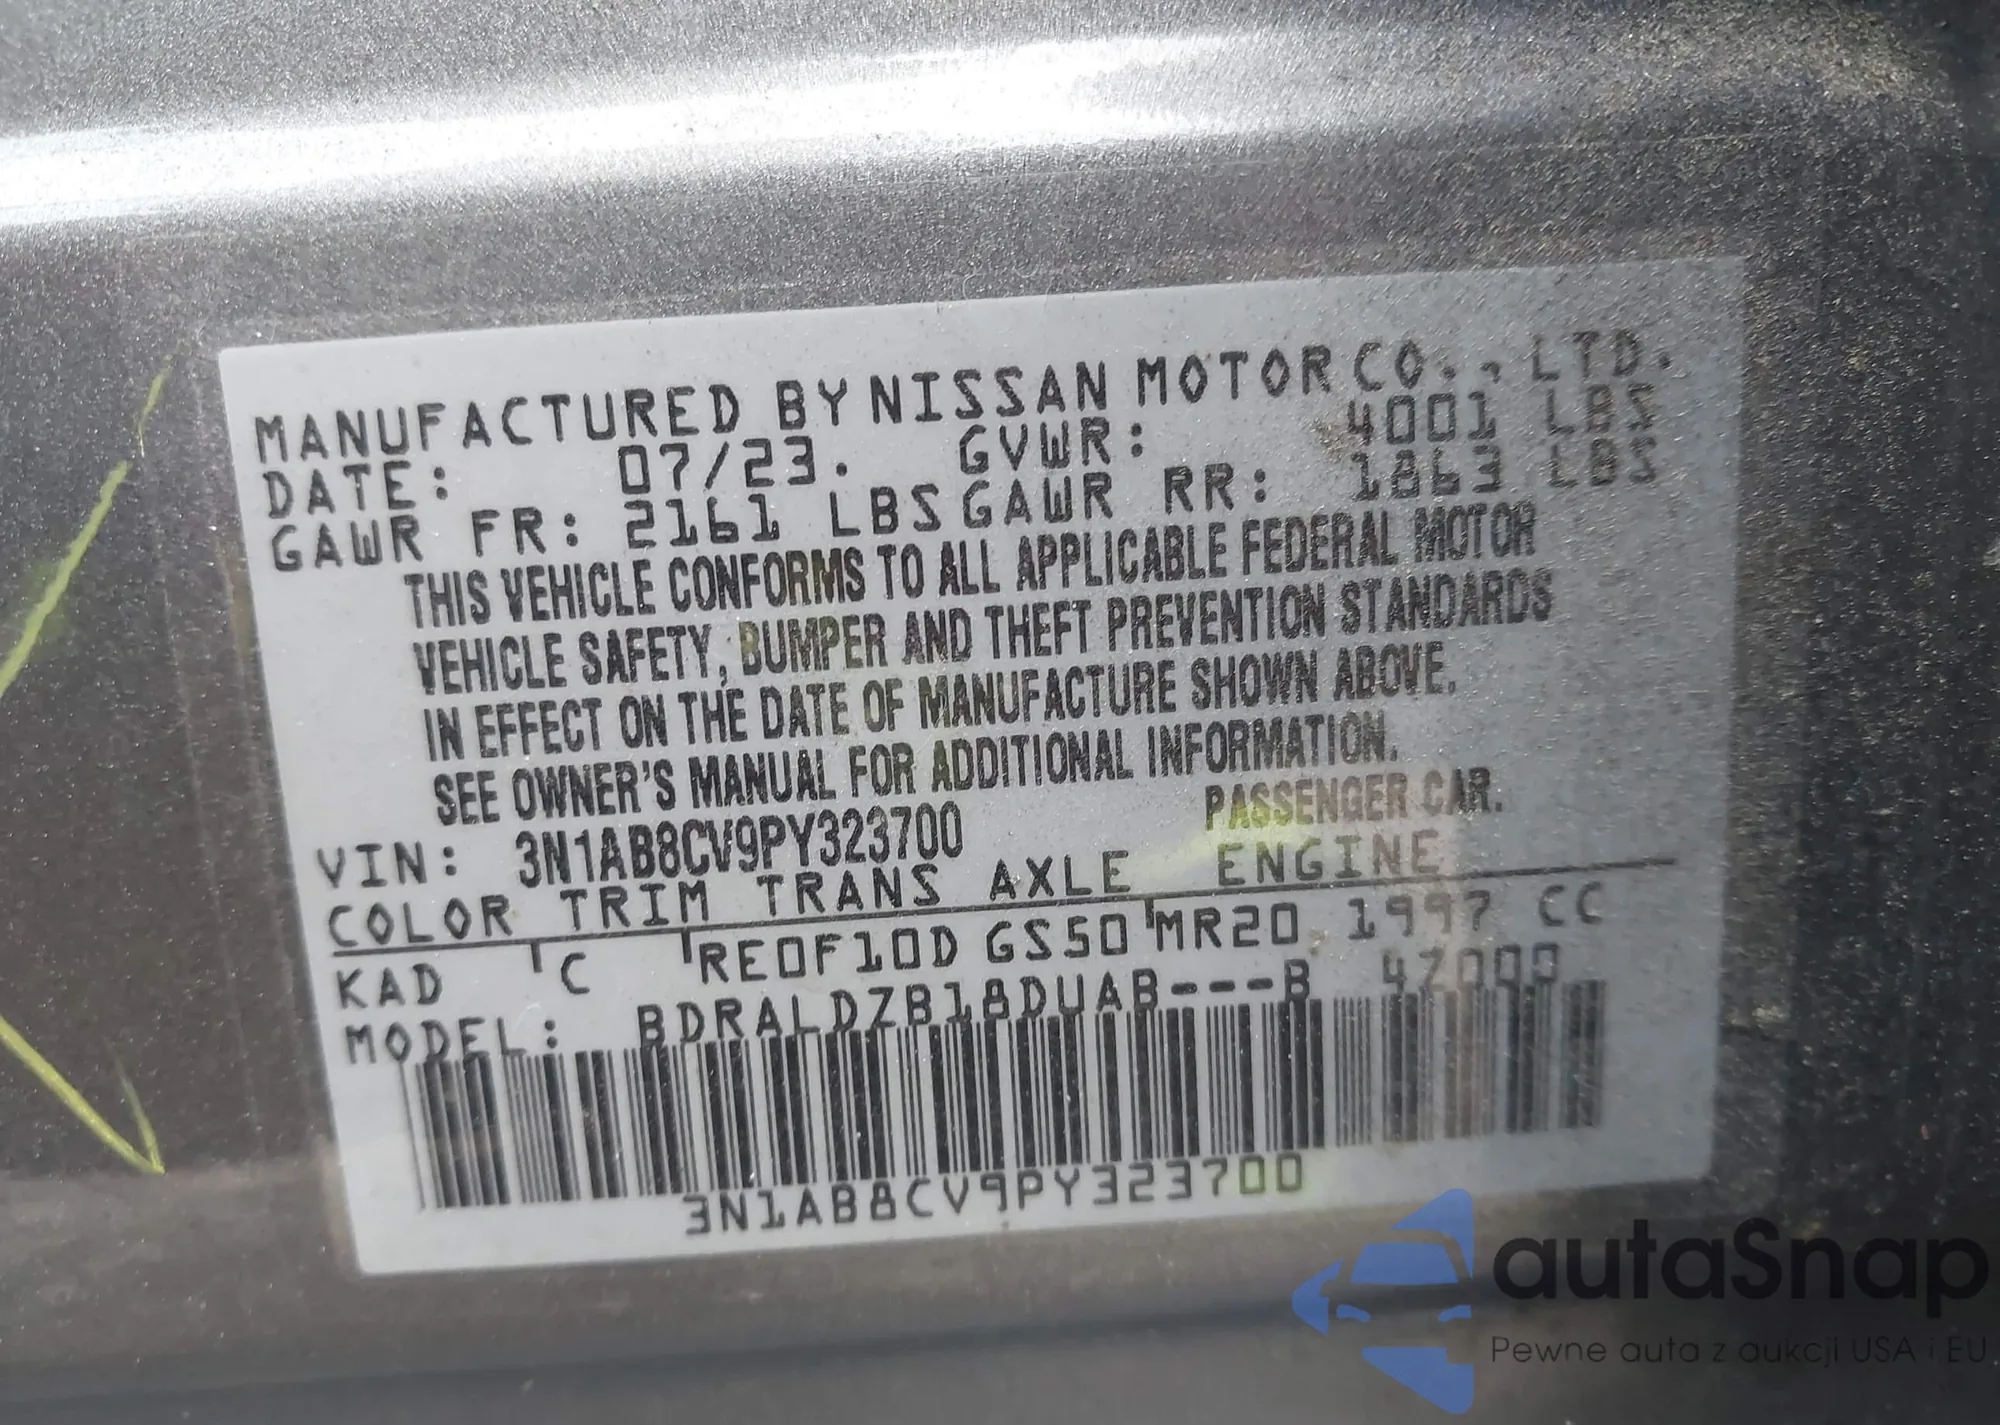 MANUFACTURED BY NISSAN MOTOR CO., LTD.
DATE: 07/23. GVWR: 4001 LBS
GAWR FR: 2161 LBS GAWR RR: 1863 LBS
THIS VEHICLE CONFORMS TO ALL APPLICABLE FEDERAL MOTOR
VEHICLE SAFETY, BUMPER AND THEFT PREVENTION STANDARDS
IN EFFECT ON THE DATE OF MANUFACTURE SHOWN ABOVE.
SEE OWNER'S MANUAL FOR ADDITIONAL INFORMATION.
VIN: 3N1AB8CV9PY323700 PASSENGER CAR.
COLOR TRIM TRANS AXLE ENGINE
KAD C RE0F10D GS50 MR20 1997 CC
MODEL: BDRALDZB18DUAB---B 4Z000
3N1AB8CV9PY323700
autaSnap
Pewne auta z aukcji USA i EU